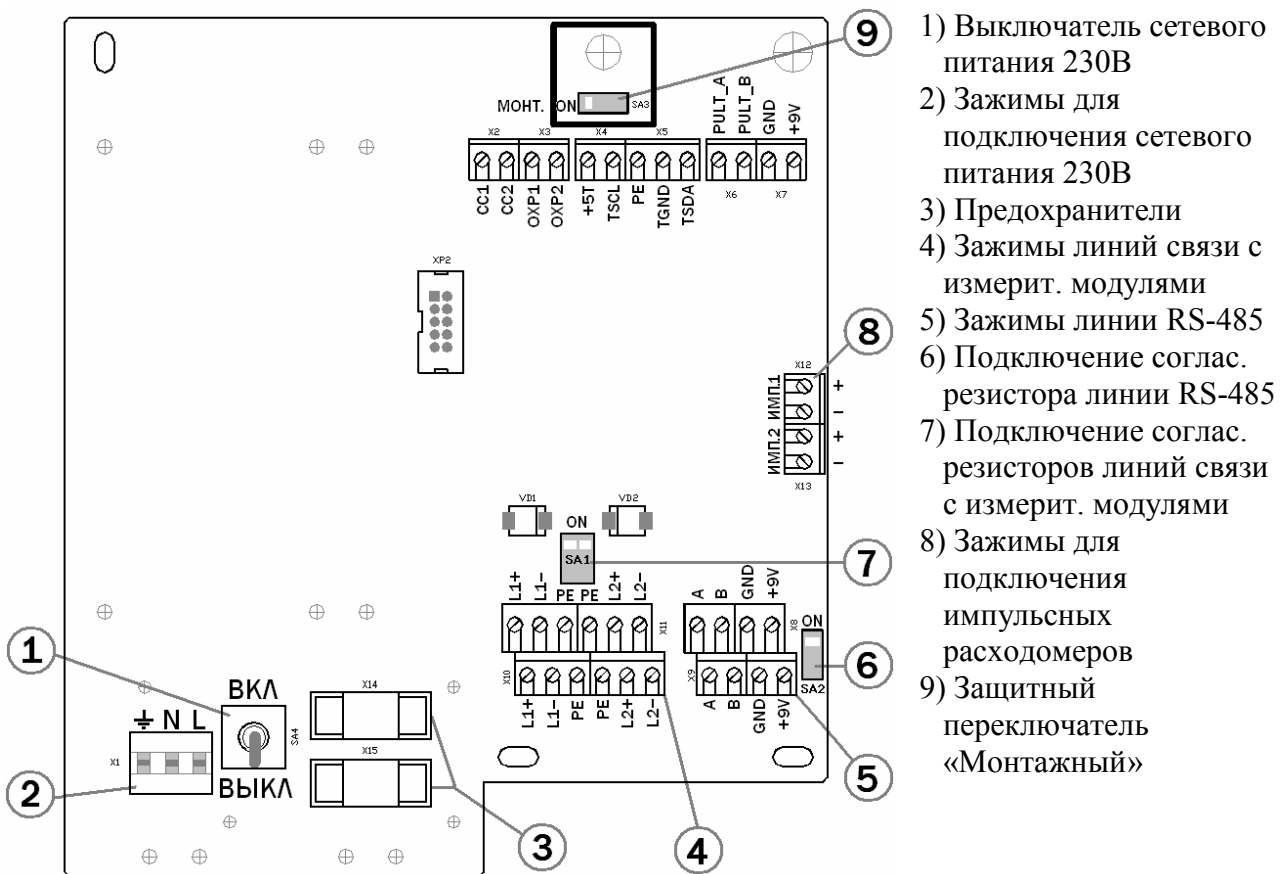 9
МОНТ.
ON
SA3
PULT_A
PULT_B
GND
+9V
X2
X3
X4
X5
CC1
CC2
OXP1
OXP2
+5T
TSCL
PE
TGND
TSDA
X6
X7
XP2
8
X12
ИМП.1
+
−
ИМП.2
+
−
X13
VD1
ON
VD2
SA1
7
L1+
L1−
PE
PE
L2+
L2−
X11
A
B
GND
+9V
X8
ON
SA2
6
X10
L1+
L1−
PE
PE
L2+
L2−
X9
A
B
GND
+9V
1
ВКЛ
SA4
ВЫКЛ
N L
X1
2
X14
X15
3
4
5
1) Выключатель сетевого
питания 230В
2) Зажимы для
подключения сетевого
питания 230В
3) Предохранители
4) Зажимы линий связи с
измерит. модулями
5) Зажимы линии RS-485
6) Подключение соглас.
резистора линии RS-485
7) Подключение соглас.
резисторов линий связи
с измерит. модулями
8) Зажимы для
подключения
импульсных
расходомеров
9) Защитный
переключатель
«Монтажный»